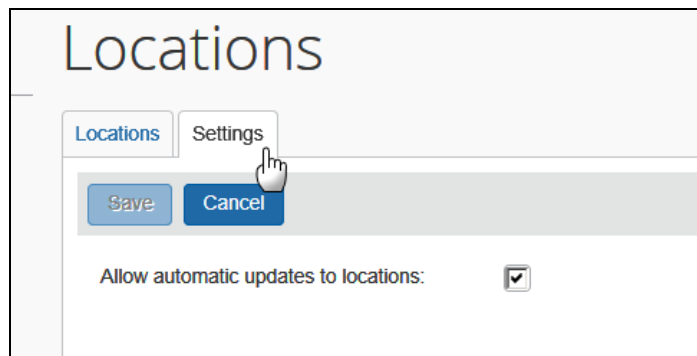 Locations
Locations Settings
Save Cancel
Allow automatic updates to locations: